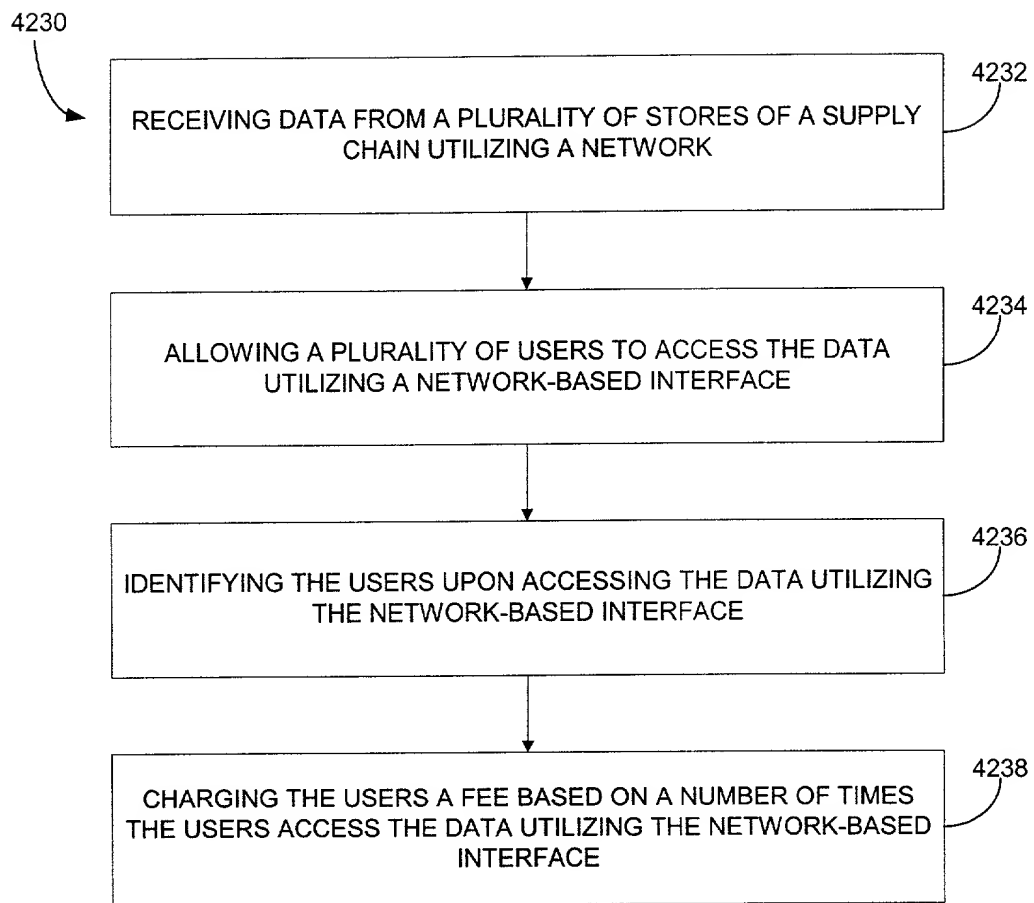 4230
4232
RECEIVING DATA FROM A PLURALITY OF STORES OF A SUPPLY
CHAIN UTILIZING A NETWORK
4234
ALLOWING A PLURALITY OF USERS TO ACCESS THE DATA
UTILIZING A NETWORK-BASED INTERFACE
4236
IDENTIFYING THE USERS UPON ACCESSING THE DATA UTILIZING
THE NETWORK-BASED INTERFACE
4238
CHARGING THE USERS A FEE BASED ON A NUMBER OF TIMES
THE USERS ACCESS THE DATA UTILIZING THE NETWORK-BASED
INTERFACE